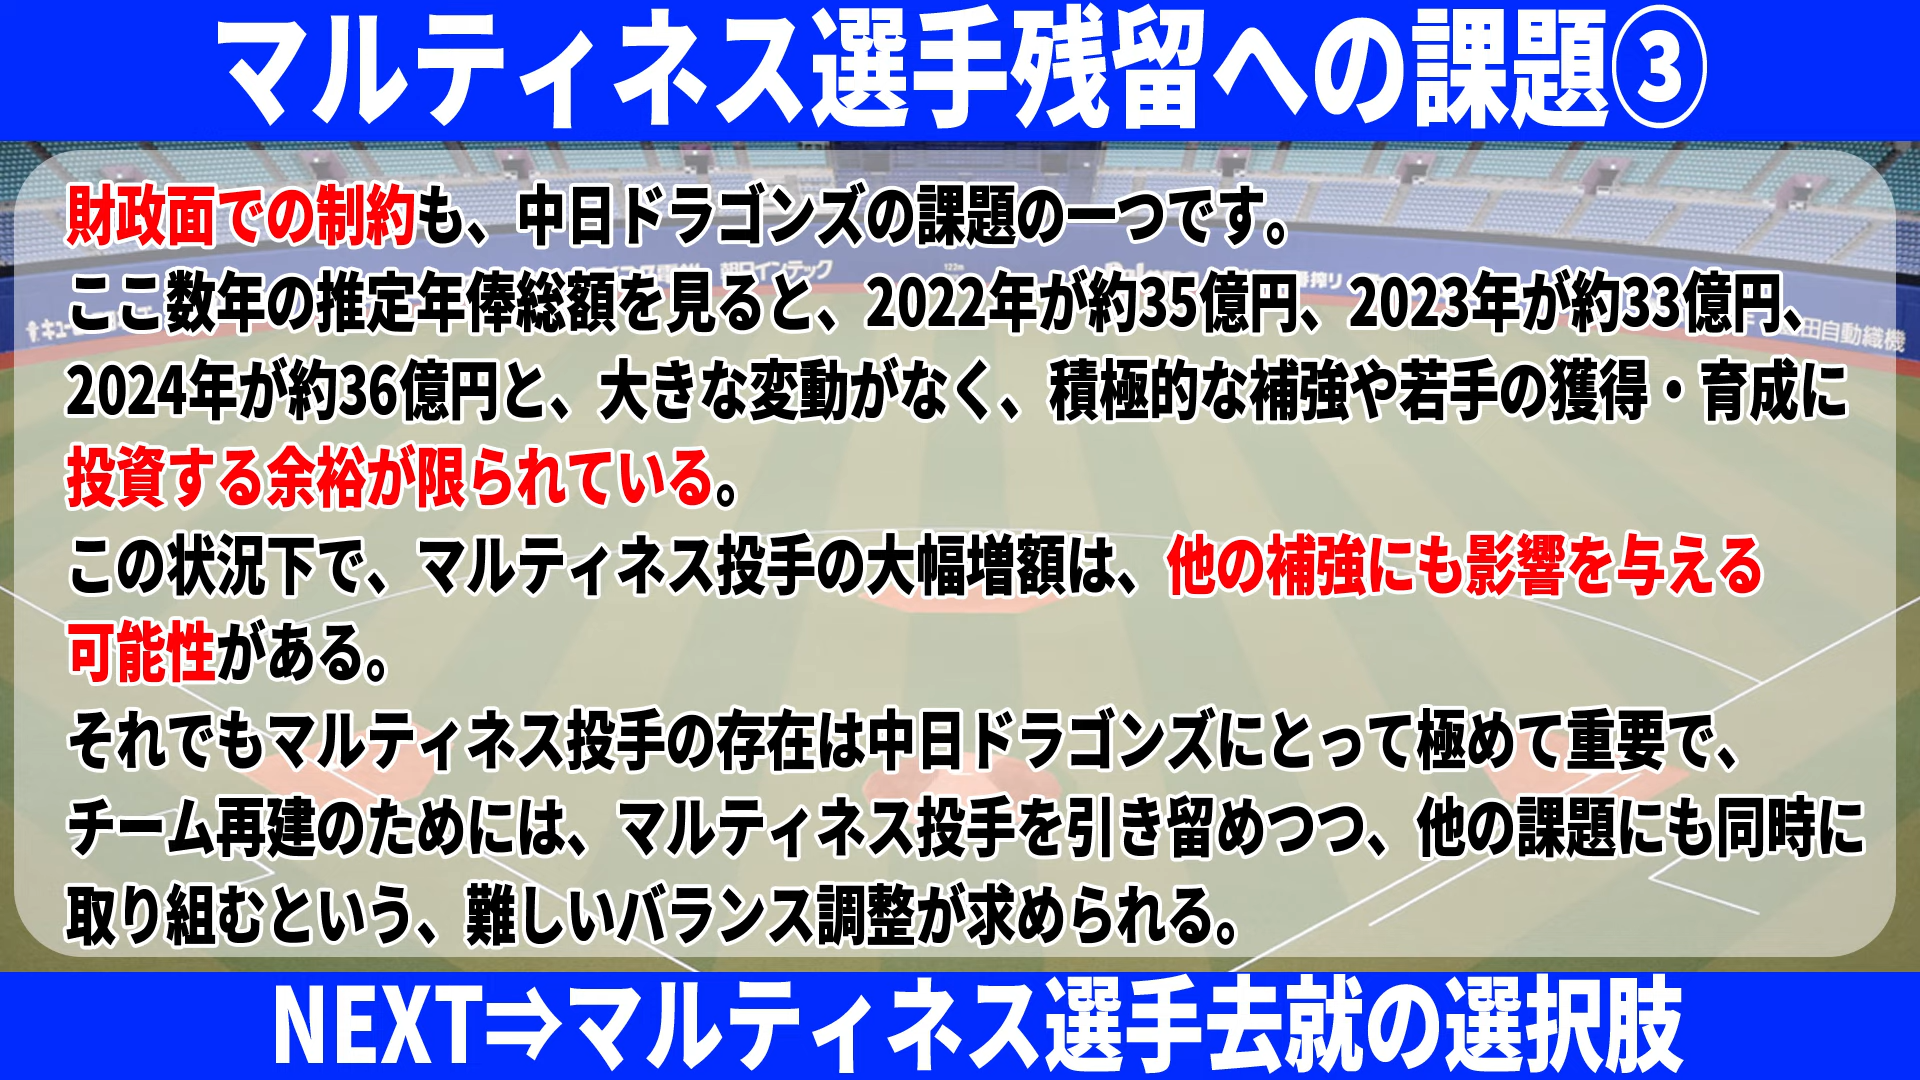 マルティネス選手残留への課題③
財政面での制約も、中日ドラゴンズの課題の一つです。
ここ数年の推定年俸総額を見ると、2022年が約35億円、2023年が約33億円、
2024年が約36億円と、大きな変動がなく、積極的な補強や若手の獲得・育成に
投資する余裕が限られている。
この状況下で、マルティネス投手の大幅増額は、他の補強にも影響を与える
可能性がある。
それでもマルティネス投手の存在は中日ドラゴンズにとって極めて重要で、
チーム再建のためには、マルティネス投手を引き留めつつ、他の課題にも同時に
取り組むという、難しいバランス調整が求められる。
NEXT⇒マルティネス選手去就の選択肢
朝日インテック
122m
田自動織機